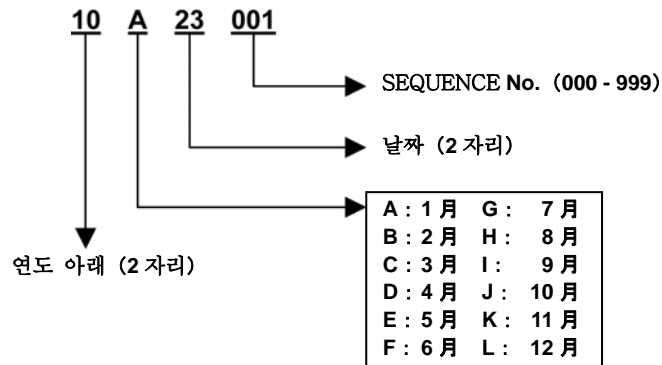 10 A 23 001
SEQUENCE No. (000 - 999)
날짜 (2 자리)
A : 1 月 G : 7 月
B : 2 月 H : 8 月
C : 3 月 I : 9 月
D : 4 月 J : 10 月
E : 5 月 K : 11 月
F : 6 月 L : 12 月
연도 아래 (2 자리)